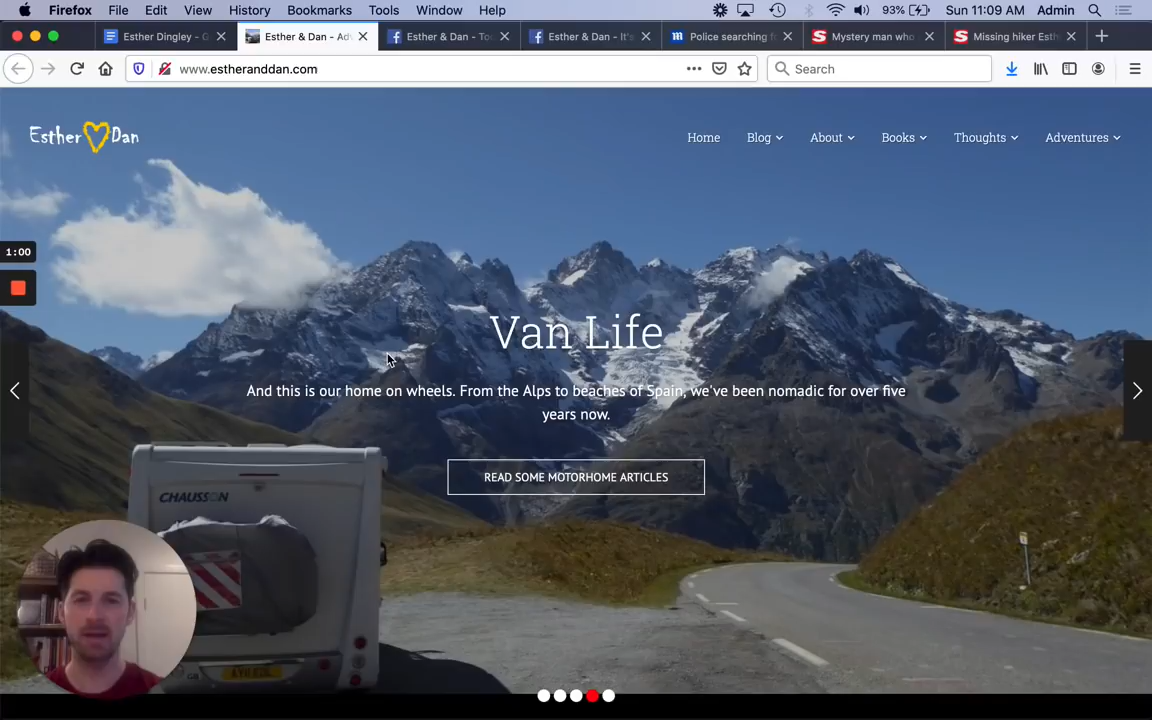 Firefox File Edit View History Bookmarks Tools Window Help 93% Sun 11:09 AM Admin
Esther Dingley - G Esther & Dan - Adv Esther & Dan - To Esther & Dan - It's Police searching f Mystery man who Missing hiker Esth
www.estheranddan.com Search
Esther Dan Home Blog About Books Thoughts Adventures
1:00
Van Life
And this is our home on wheels. From the Alps to beaches of Spain, we've been nomadic for over five
years now.
READ SOME MOTORHOME ARTICLES
CHAUSSON
GB